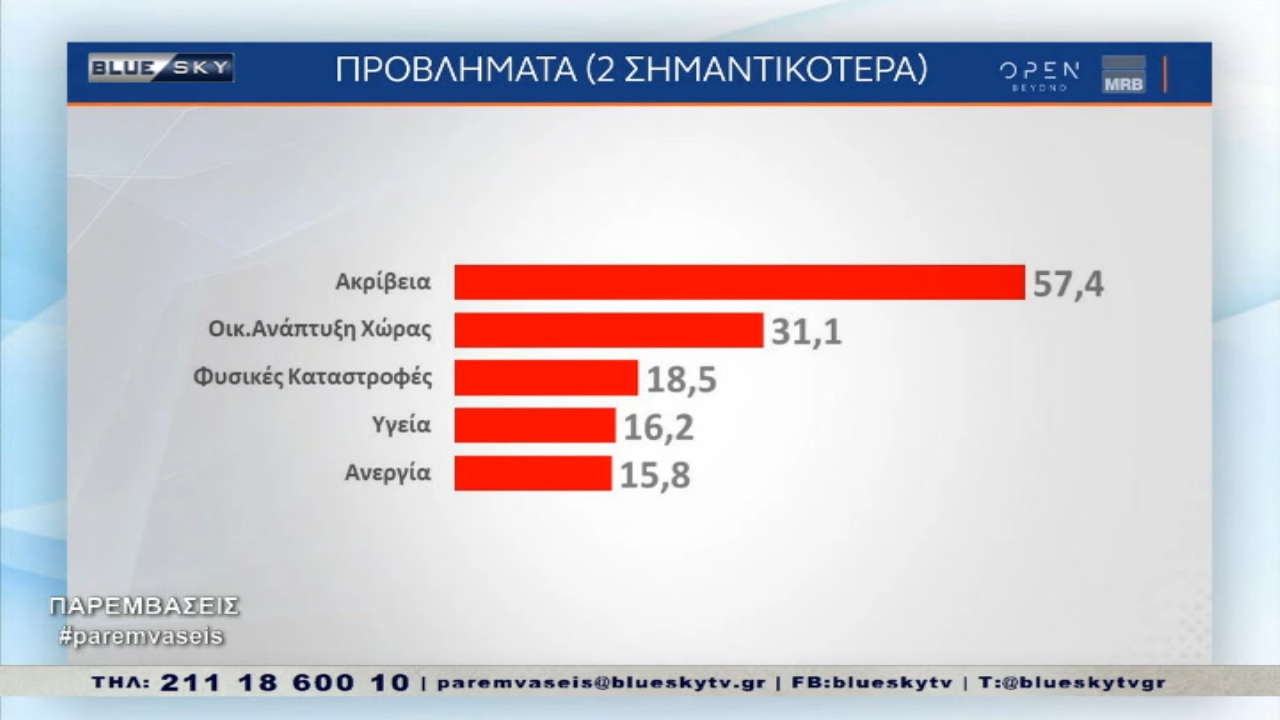 BLUE SKY
ΠΡΟΒΛΗΜΑΤΑ (2 ΣΗΜΑΝΤΙΚΟΤΕΡΑ)
OPEN
BEYOND
MRB
Ακρίβεια 57,4
Οικ.Ανάπτυξη Χώρας 31,1
Φυσικές Καταστροφές 18,5
Υγεία 16,2
Ανεργία 15,8
ΠΑΡΕΜΒΑΣΕΙΣ
#paremvaseis
ΤΗΛ: 211 18 600 10 | paremvaseis@blueskytv.gr | FB:blueskytv | T:@blueskytvgr